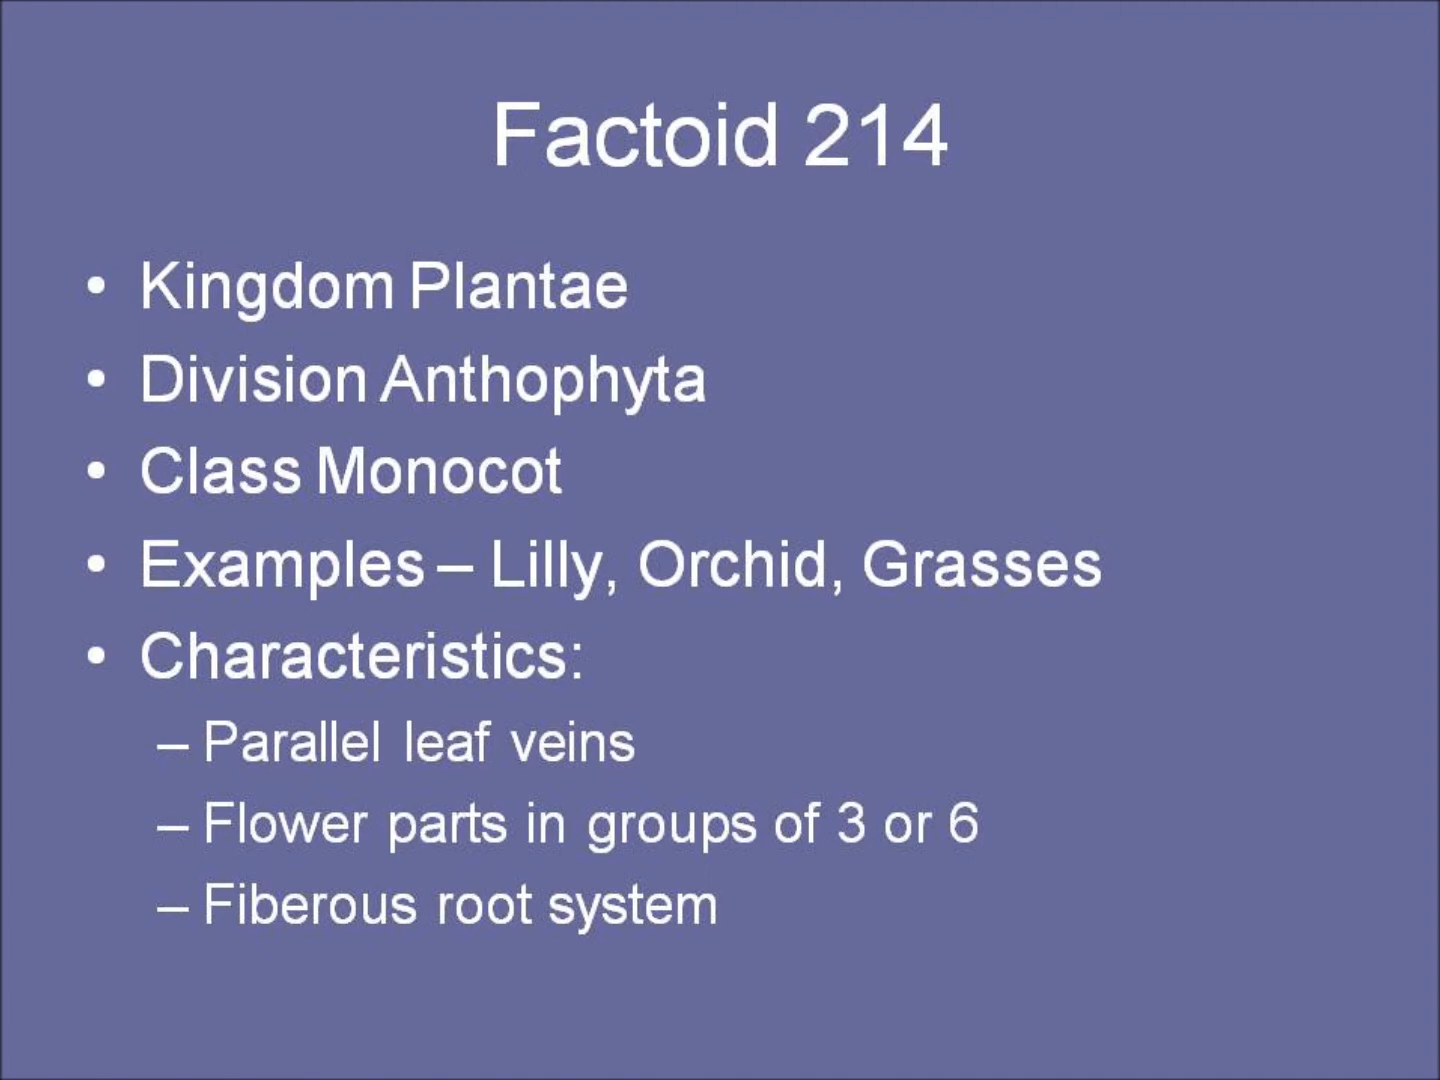 Factoid 214
• Kingdom Plantae
• Division Anthophyta
• Class Monocot
• Examples – Lilly, Orchid, Grasses
• Characteristics:
– Parallel leaf veins
– Flower parts in groups of 3 or 6
– Fiberous root system